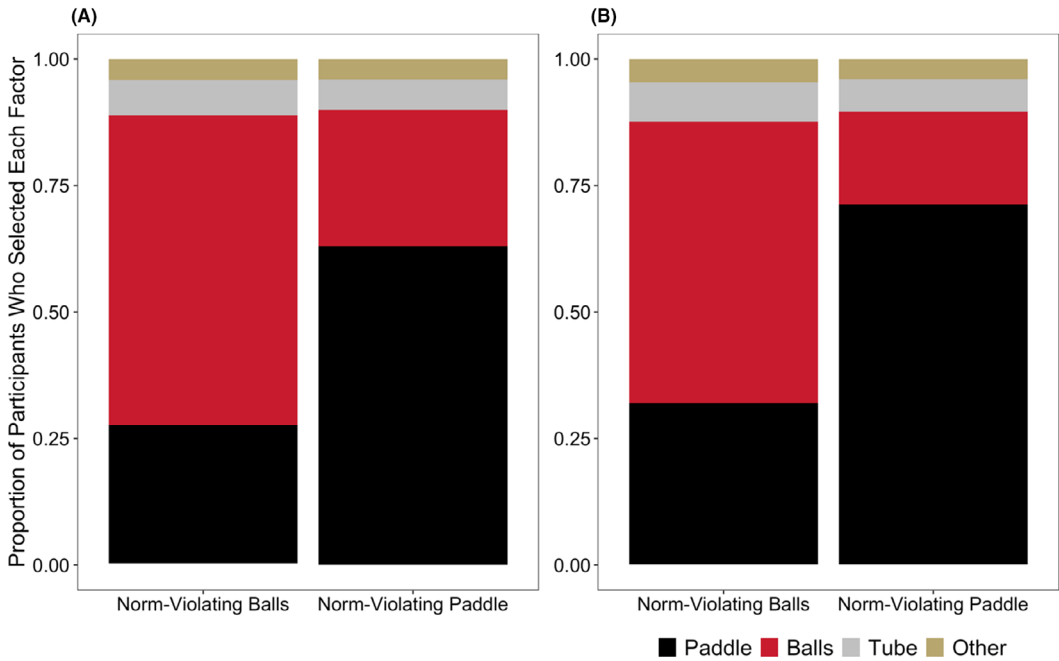 (A)
(B)
Proportion of Participants Who Selected Each Factor
1.00
0.75
0.50
0.25
0.00
1.00
0.75
0.50
0.25
0.00
Norm-Violating Balls Norm-Violating Paddle
Norm-Violating Balls Norm-Violating Paddle
Paddle Balls Tube Other